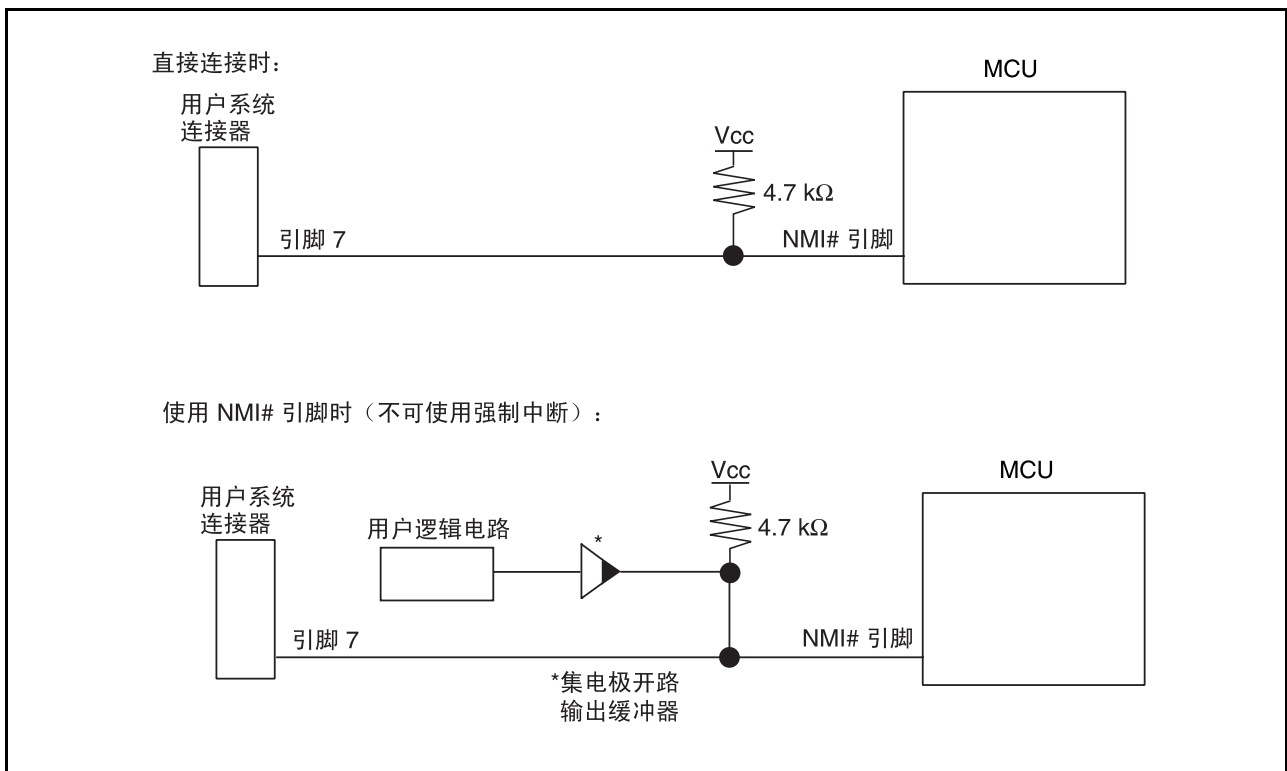 直接连接时：
MCU
用户系统
连接器
Vcc
4.7 kΩ
引脚 7
NMI# 引脚
使用 NMI# 引脚时（不可使用强制中断）：
Vcc
MCU
用户系统
连接器
用户逻辑电路
*
4.7 kΩ
引脚 7
NMI# 引脚
*集电极开路
输出缓冲器